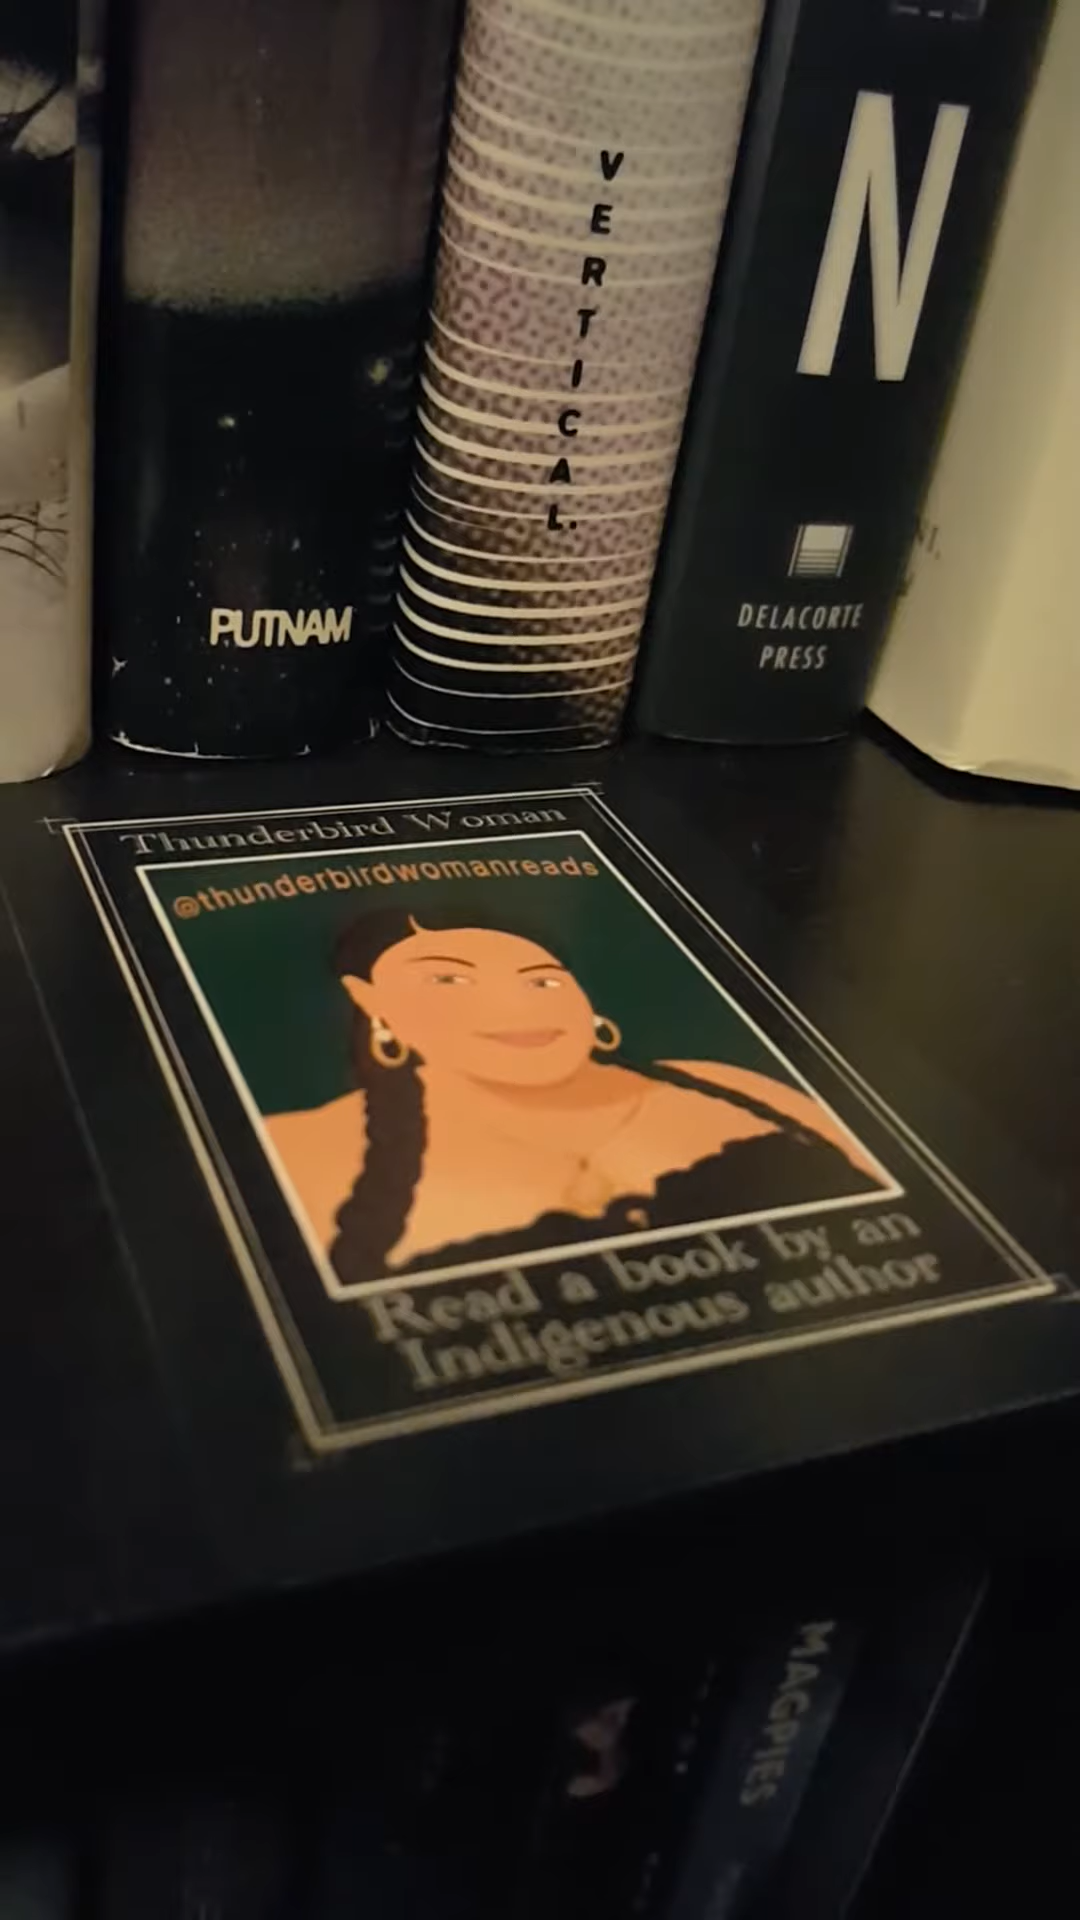 VERTICAL.
N
PUTNAM
DELACORTE
PRESS
Thunderbird Woman
@thunderbirdwomanreads
Read a book by an
Indigenous author
MAGPIES